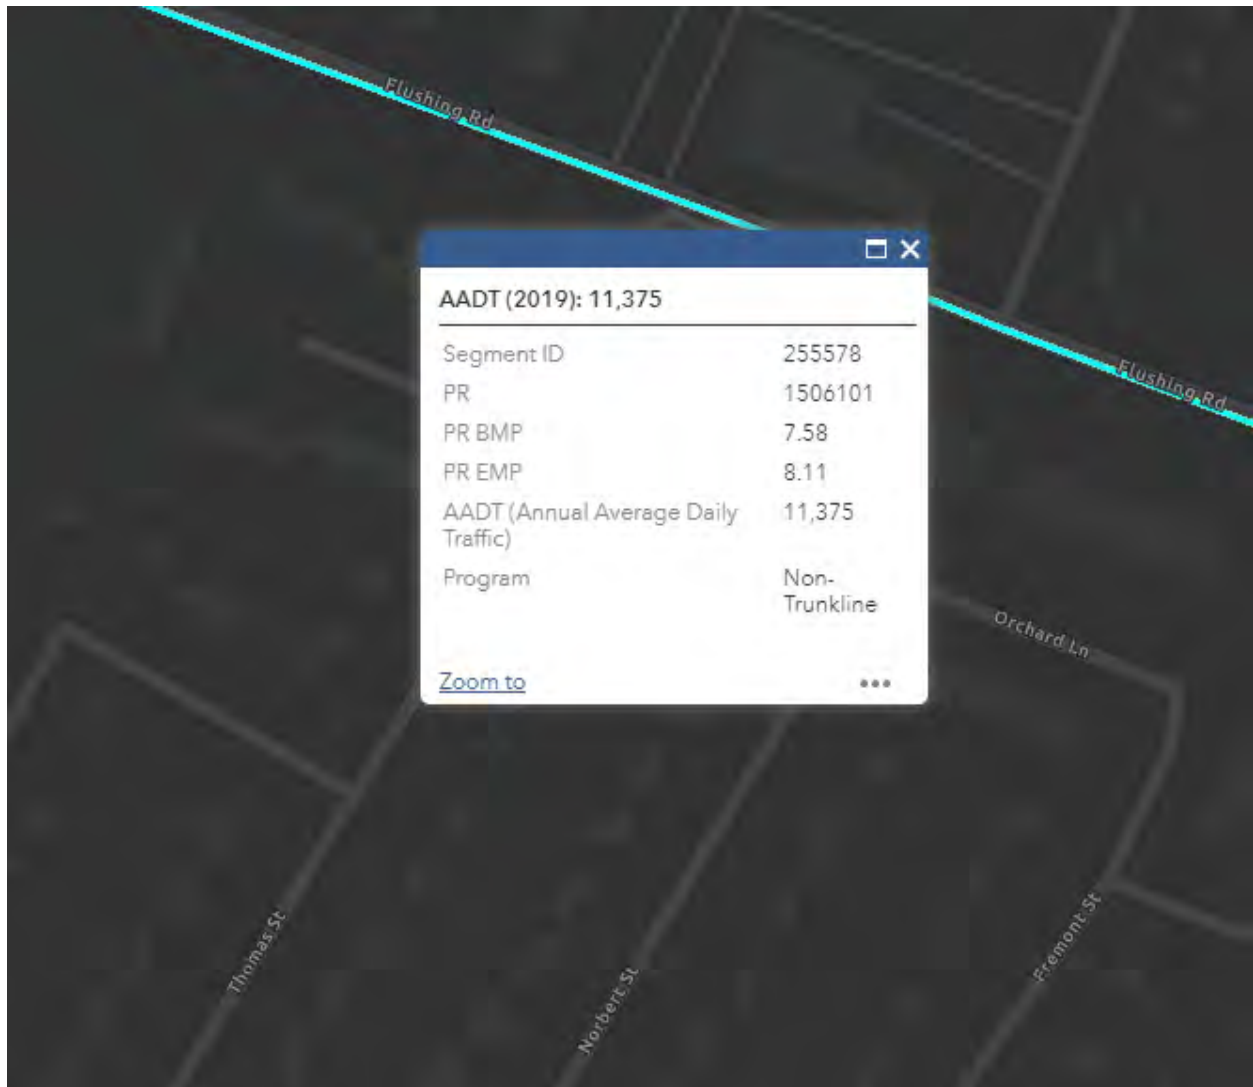 Flushing Rd
AADT (2019): 11,375
Segment ID 255578
PR 1506101
PR BMP 7.58
PR EMP 8.11
AADT (Annual Average Daily 11,375
Traffic)
Program Non-
Trunkline
Zoom to
Flushing Rd
Orchard Ln
Thomas St
Norbert St
Fremont St